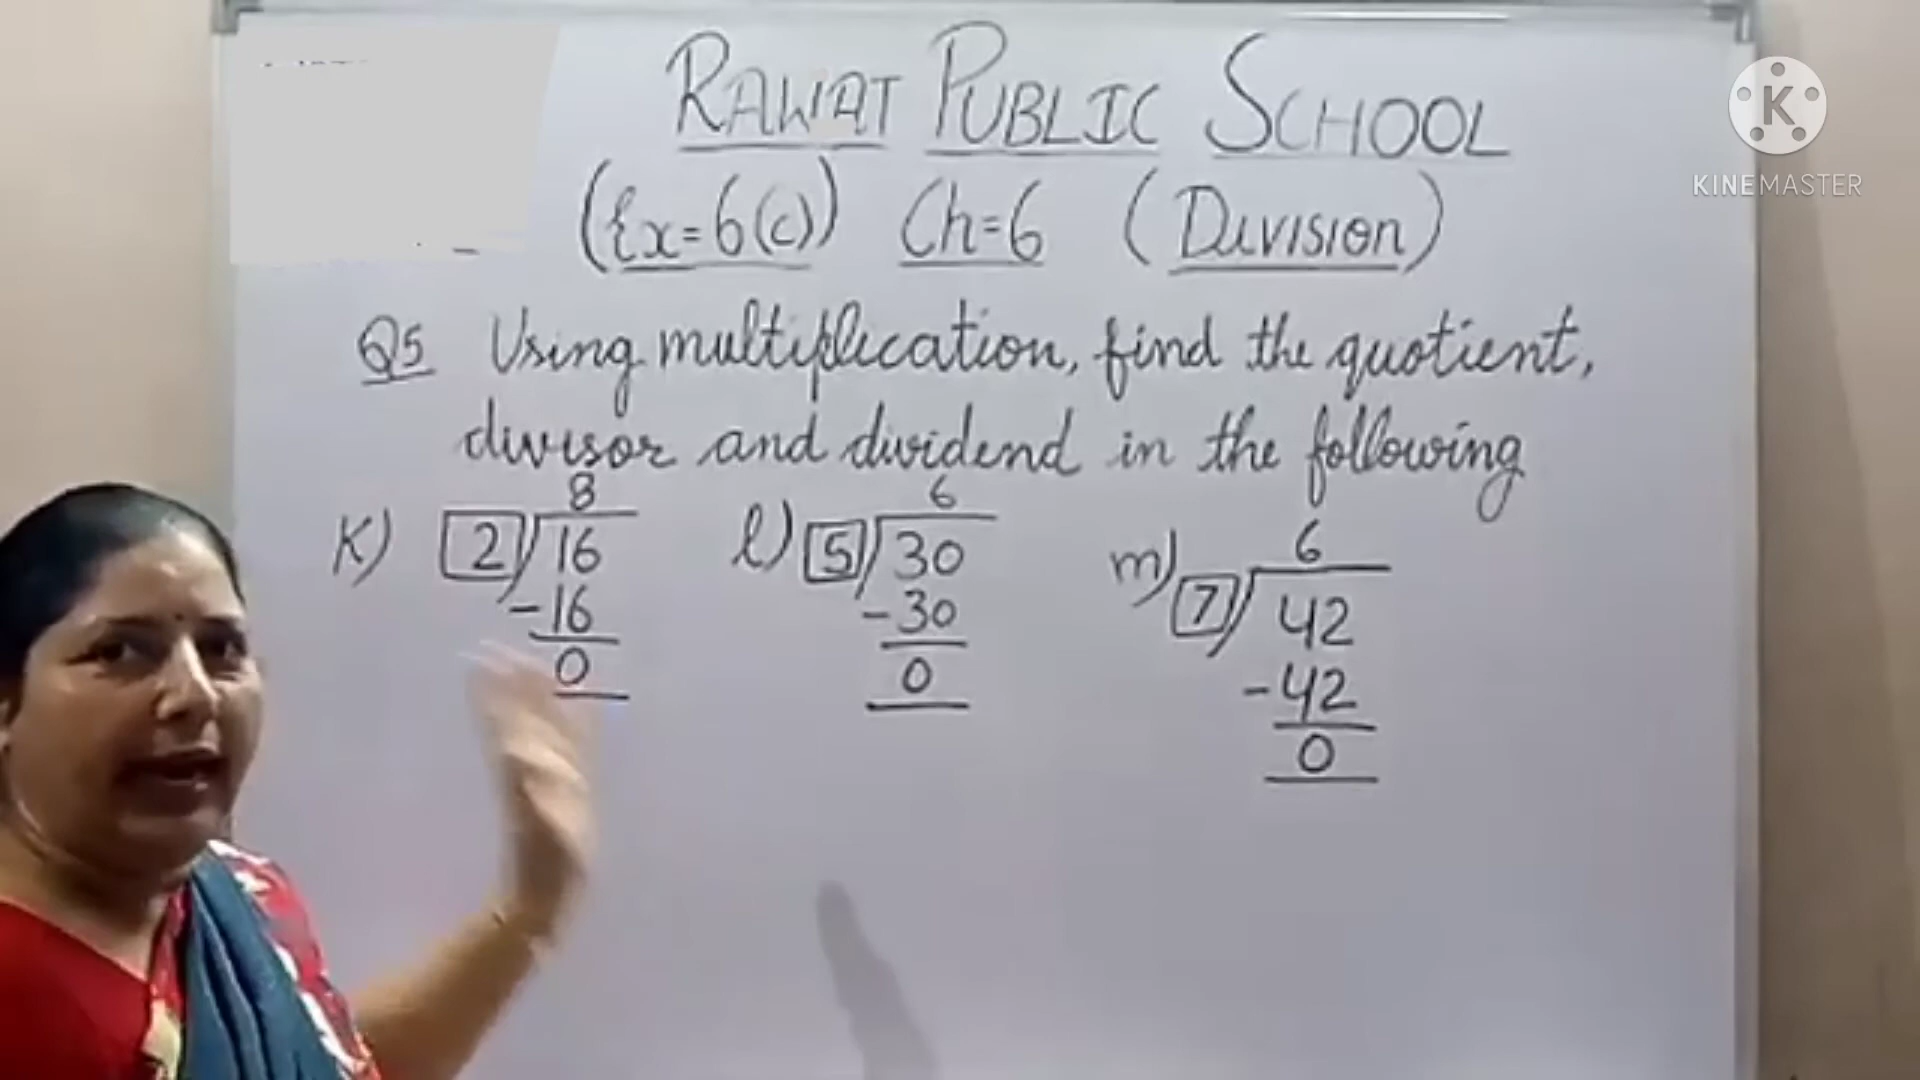 RAWAT PUBLIC SCHOOL
(Ex=6(c)) Ch=6 (Division)
Q5 Using multiplication, find the quotient,
divisor and dividend in the following
K) 2)16 8
-16
0
l) 5)30 6
-30
0
m) 7)42 6
-42
0
K
KINEMASTER